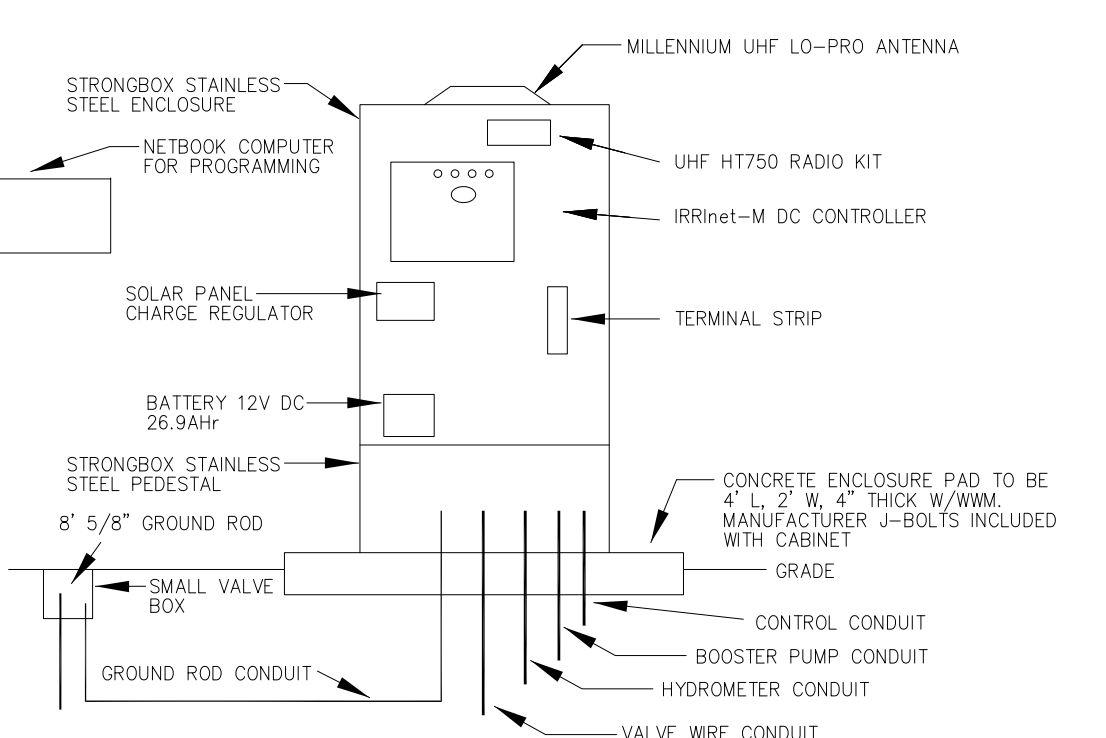 MILLENNIUM UHF LO-PRO ANTENNA
STRONGBOX STAINLESS
STEEL ENCLOSURE
NETBOOK COMPUTER
FOR PROGRAMMING
UHF HT750 RADIO KIT
IRRInet-M DC CONTROLLER
SOLAR PANEL
CHARGE REGULATOR
TERMINAL STRIP
BATTERY 12V DC
26.9AHr
STRONGBOX STAINLESS
STEEL PEDESTAL
CONCRETE ENCLOSURE PAD TO BE
4' L, 2' W, 4" THICK W/WWM.
MANUFACTURER J-BOLTS INCLUDED
WITH CABINET
8' 5/8" GROUND ROD
GRADE
SMALL VALVE
BOX
CONTROL CONDUIT
BOOSTER PUMP CONDUIT
GROUND ROD CONDUIT
HYDROMETER CONDUIT
VALVE WIRE CONDUIT